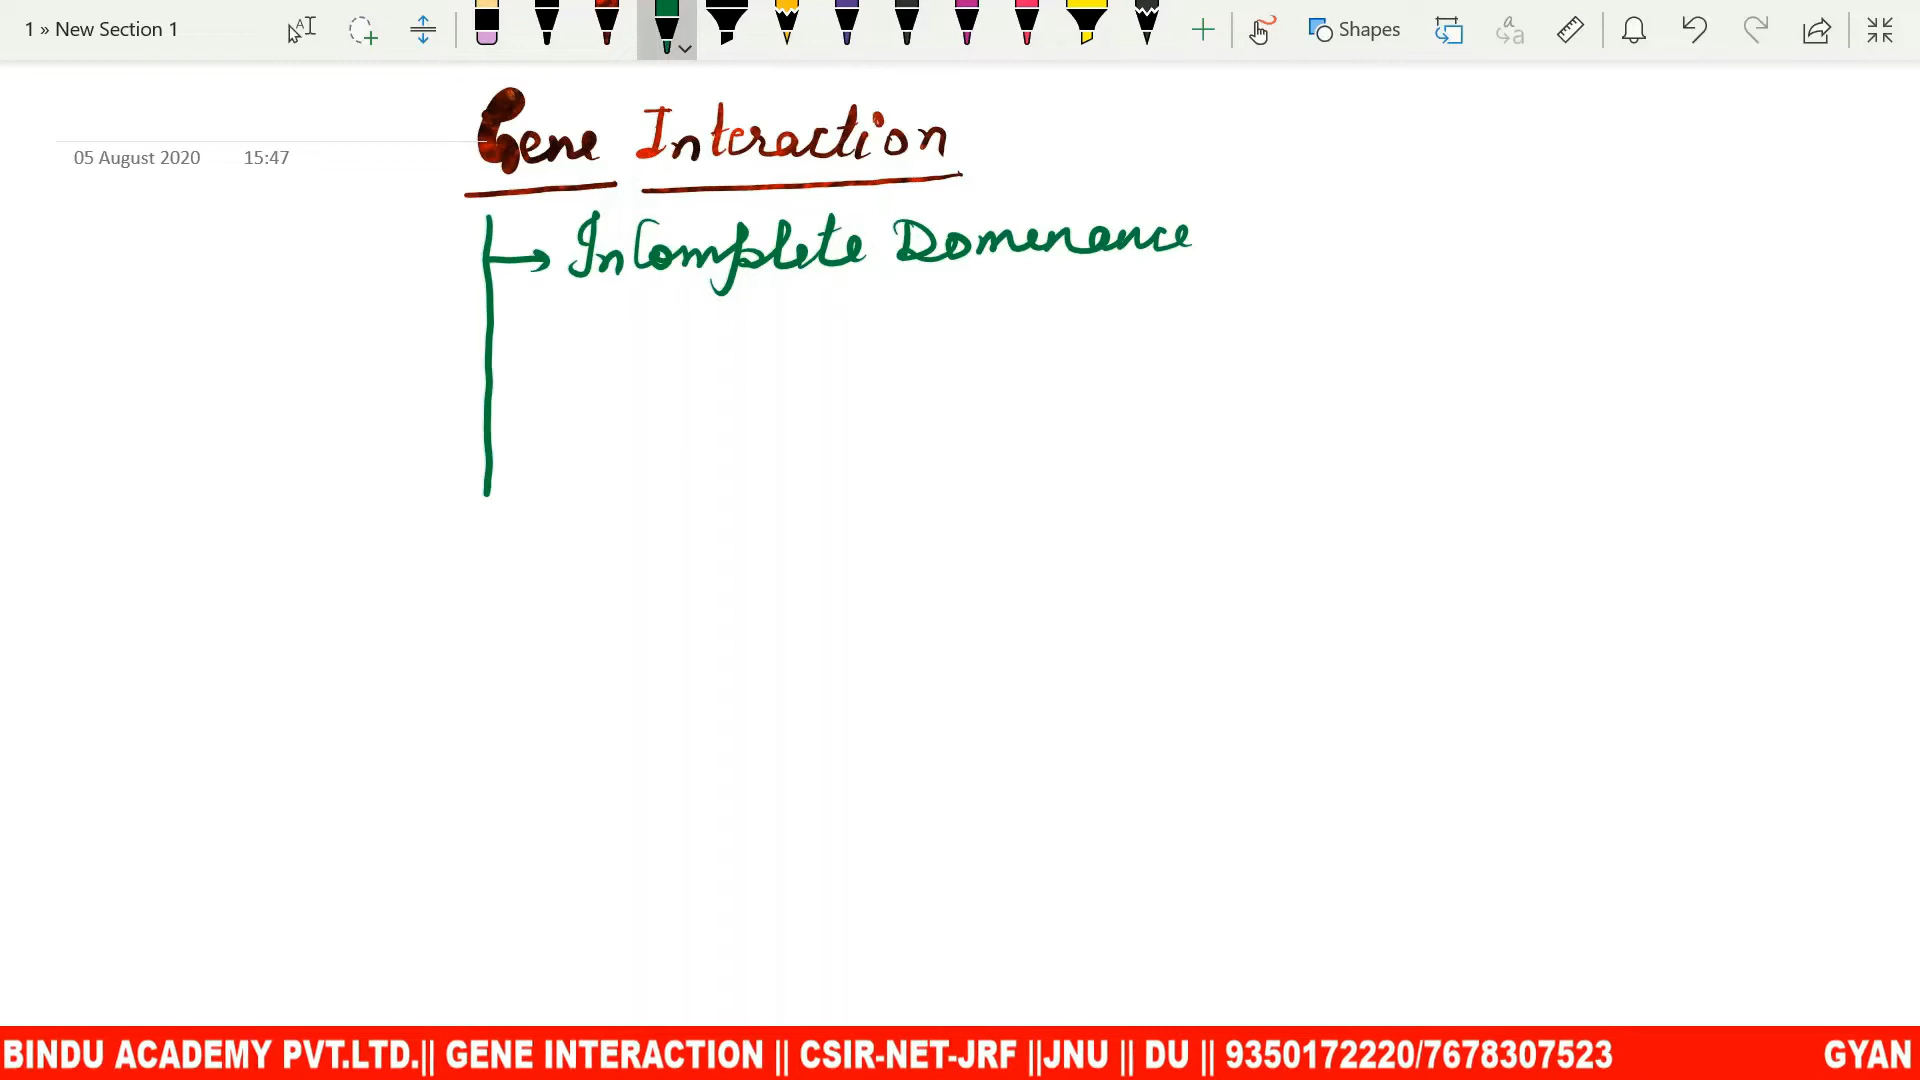 1 » New Section 1
Shapes
Gene Interaction
05 August 2020 15:47
InComplete Domenance
BINDU ACADEMY PVT.LTD.|| GENE INTERACTION || CSIR-NET-JRF ||JNU || DU || 9350172220/7678307523 GYAN